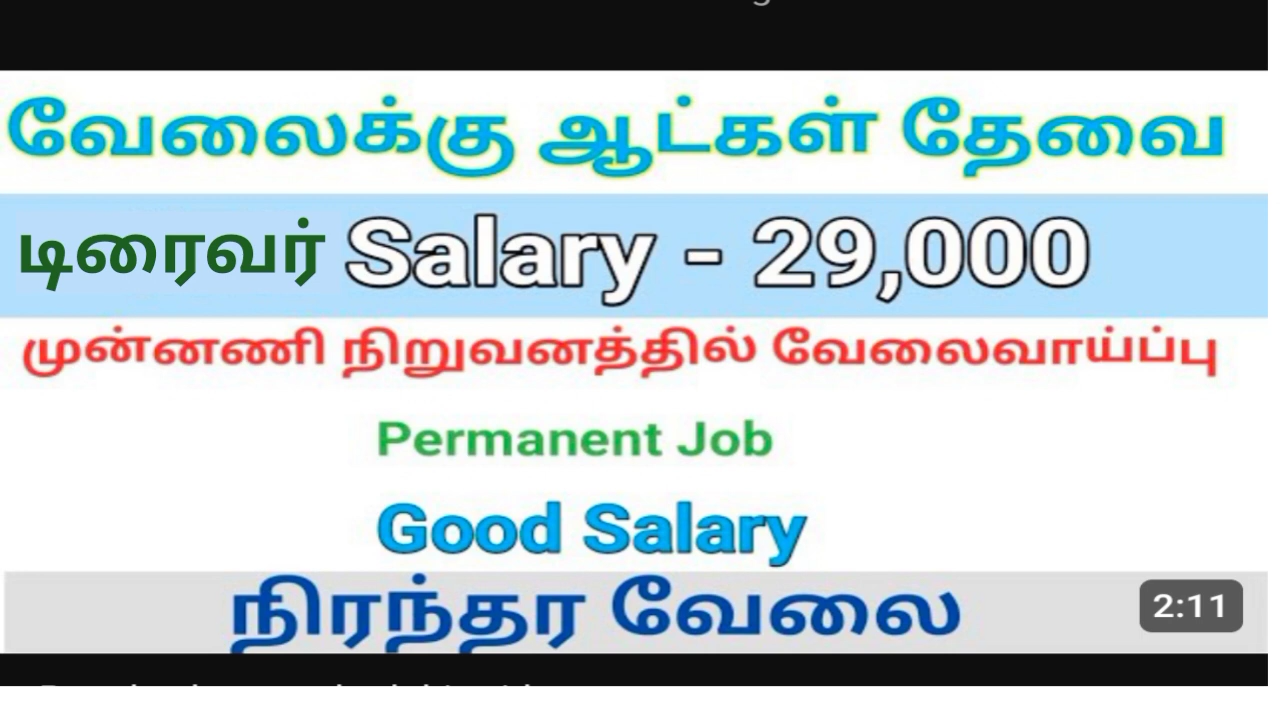 வேலைக்கு ஆட்கள் தேவை
டிரைவர் Salary - 29,000
முன்னணி நிறுவனத்தில் வேலைவாய்ப்பு
Permanent Job
Good Salary
நிரந்தர வேலை
2:11